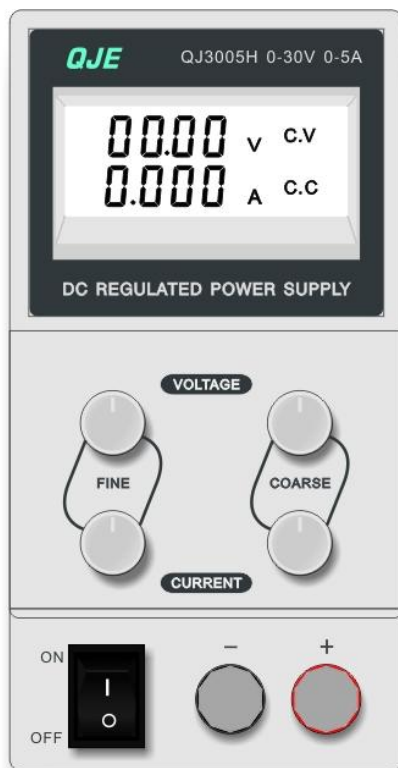 QJE QJ3005H 0-30V 0-5A
00.00 V C.V
0.000 A C.C
DC REGULATED POWER SUPPLY
VOLTAGE
FINE COARSE
CURRENT
- +
ON
I
O
OFF